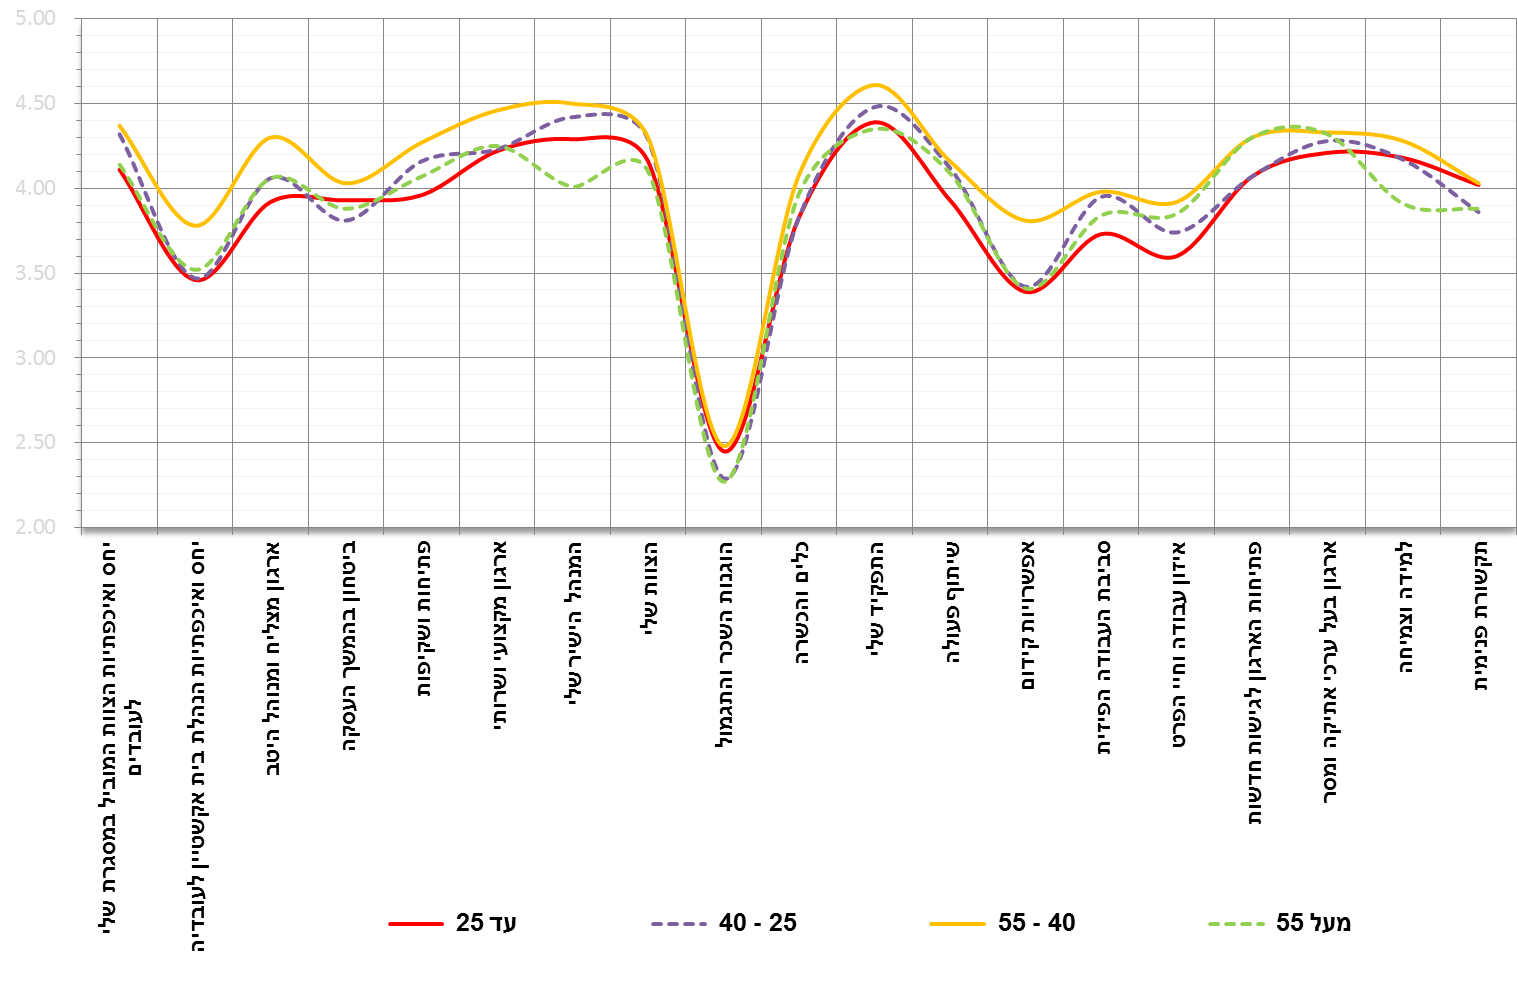 5.00
4.50
4.00
3.50
3.00
2.50
2.00
יחס ואיכפתיות הצוות המוביל במסגרת שלי
לעובדים
יחס ואיכפתיות הנהלת בית אקשטיין לעובדיה
ארגון מצליח ומנוהל היטב
ביטחון בהמשך העסקה
פתיחות ושקיפות
ארגון מקצועי ושרותי
המנהל הישיר שלי
הצוות שלי
הוגנות השכר והתגמול
כלים והכשרה
התפקיד שלי
שיתוף פעולה
אפשרויות קידום
סביבת העבודה הפיזית
איזון עבודה וחיי הפרט
פתיחות הארגון לגישות חדשות
ארגון בעל ערכי אתיקה ומסר
למידה וצמיחה
תקשורת פנימית
עד 25
25 - 40
40 - 55
מעל 55